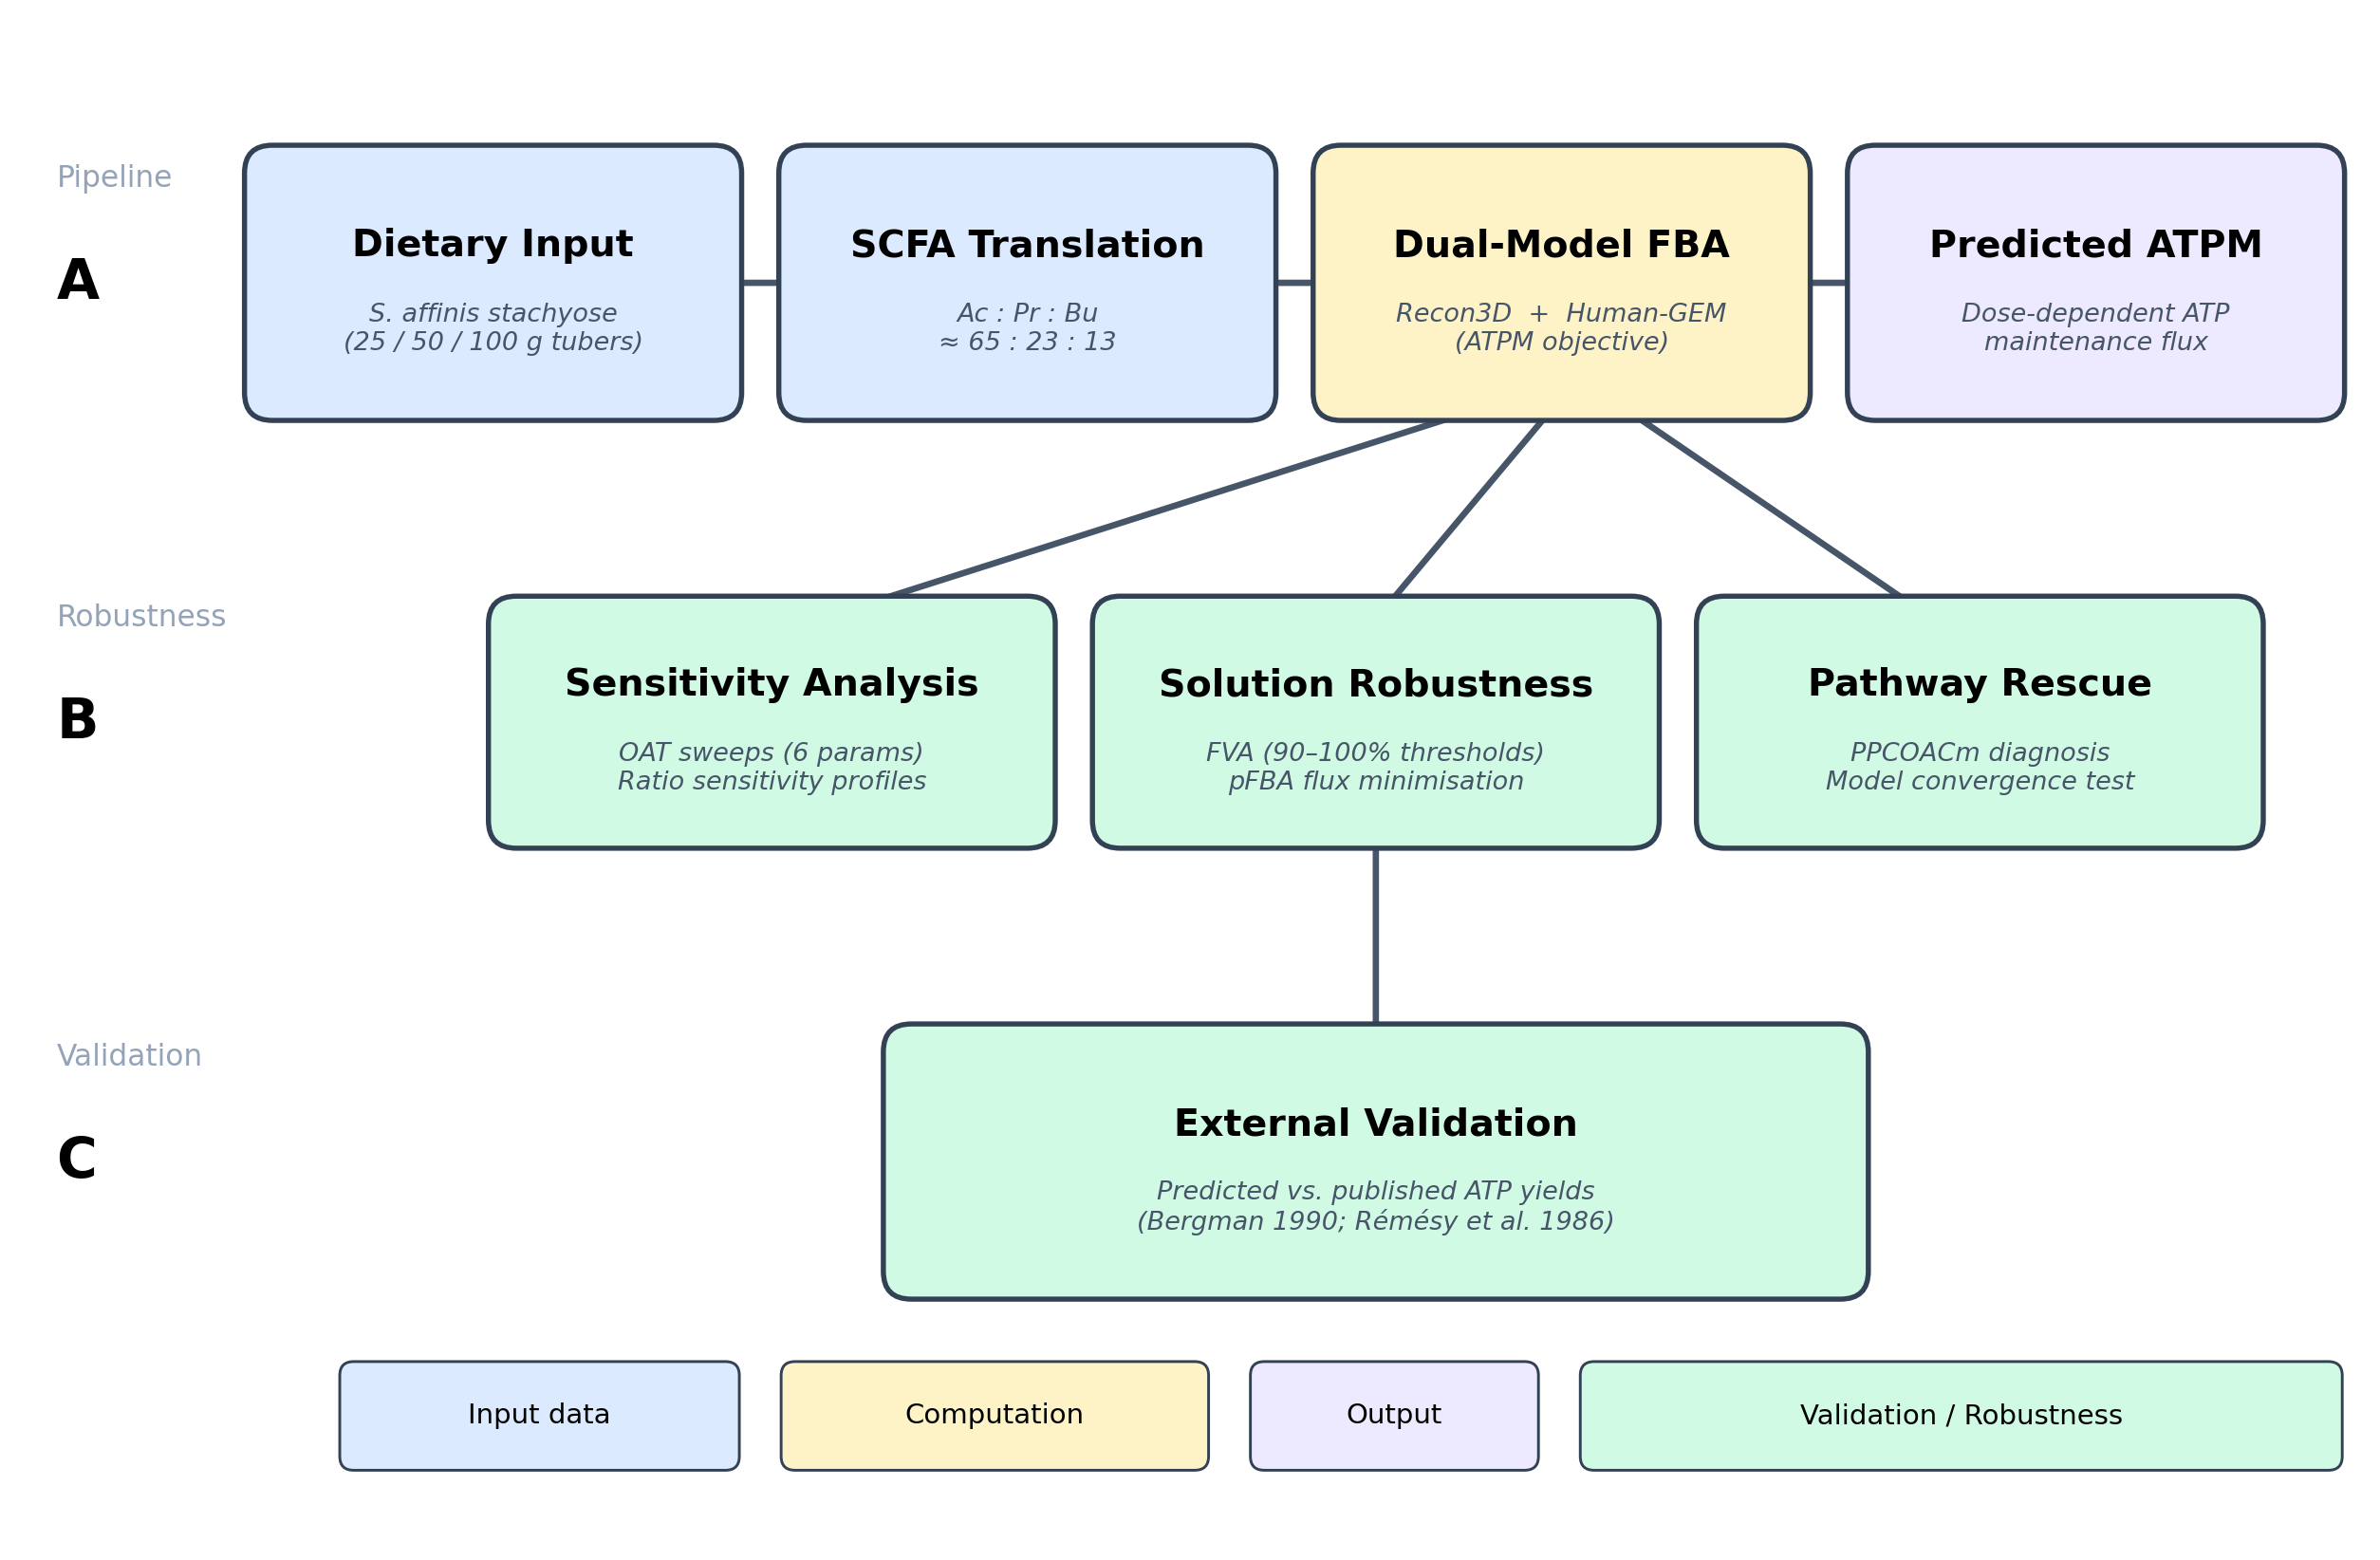 Pipeline
A
Dietary Input
S. affinis stachyose
(25 / 50 / 100 g tubers)
SCFA Translation
Ac : Pr : Bu
≈ 65 : 23 : 13
Dual-Model FBA
Recon3D + Human-GEM
(ATPM objective)
Predicted ATPM
Dose-dependent ATP
maintenance flux
Robustness
B
Sensitivity Analysis
OAT sweeps (6 params)
Ratio sensitivity profiles
Solution Robustness
FVA (90–100% thresholds)
pFBA flux minimisation
Pathway Rescue
PPCOACm diagnosis
Model convergence test
Validation
C
External Validation
Predicted vs. published ATP yields
(Bergman 1990; Rémésy et al. 1986)
Input data
Computation
Output
Validation / Robustness